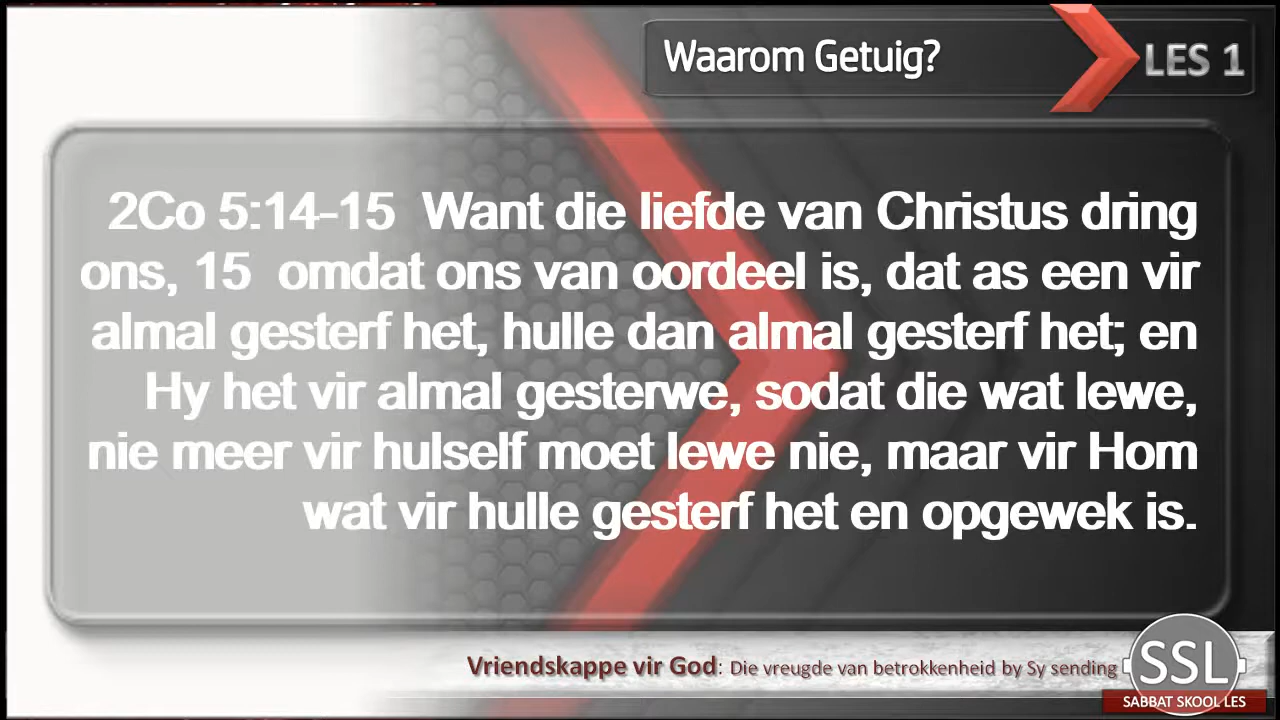 Waarom Getuig?
LES 1
2Co 5:14-15 Want die liefde van Christus dring
ons, 15 omdat ons van oordeel is, dat as een vir
almal gesterf het, hulle dan almal gesterf het; en
Hy het vir almal gesterwe, sodat die wat lewe,
nie meer vir hulself moet lewe nie, maar vir Hom
wat vir hulle gesterf het en opgewek is.
Vriendskappe vir God: Die vreugde van betrokkenheid by Sy sending
SSL
SABBAT SKOOL LES